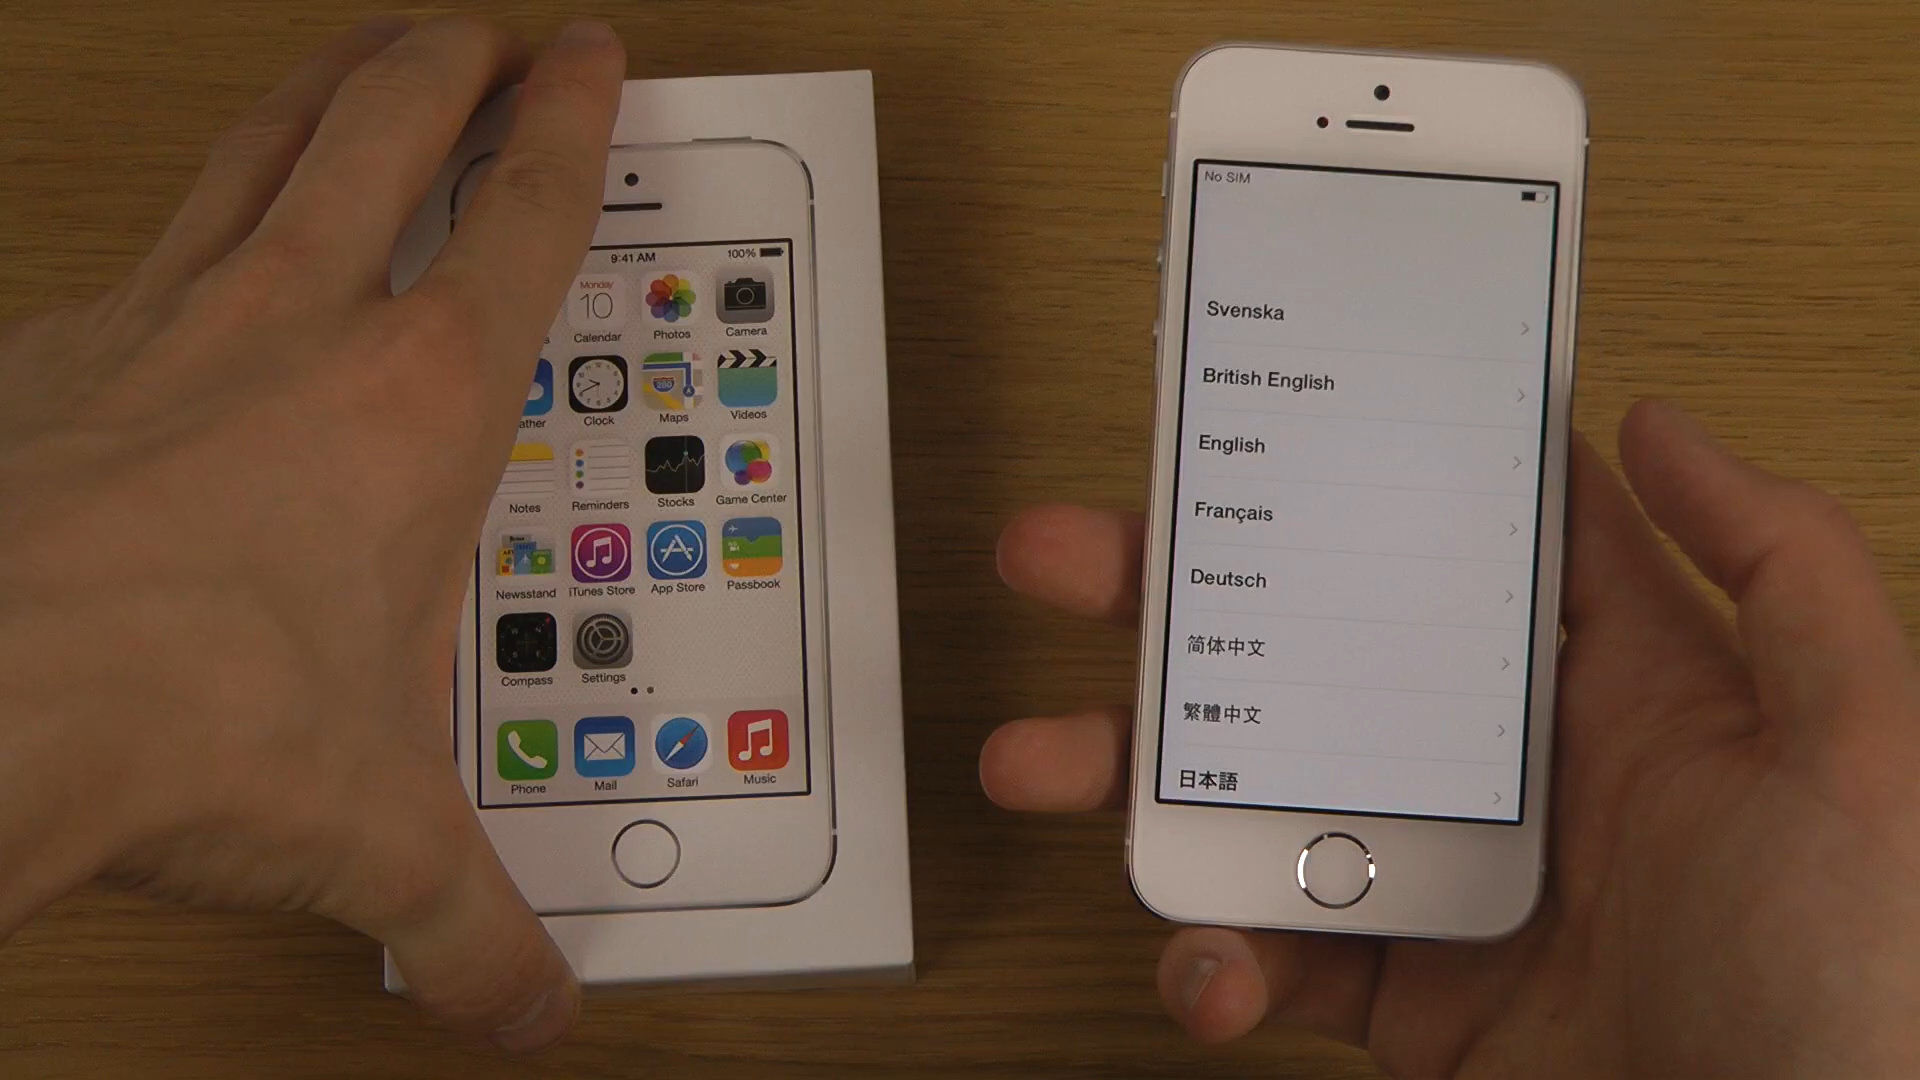 9:41 AM 100%
Monday
10
Calendar Photos Camera
ather Clock Maps Videos
280
Notes Reminders Stocks Game Center
Newsstand iTunes Store App Store Passbook
Compass Settings
Phone Mail Safari Music
No SIM
Svenska
British English
English
Français
Deutsch
简体中文
繁體中文
日本語